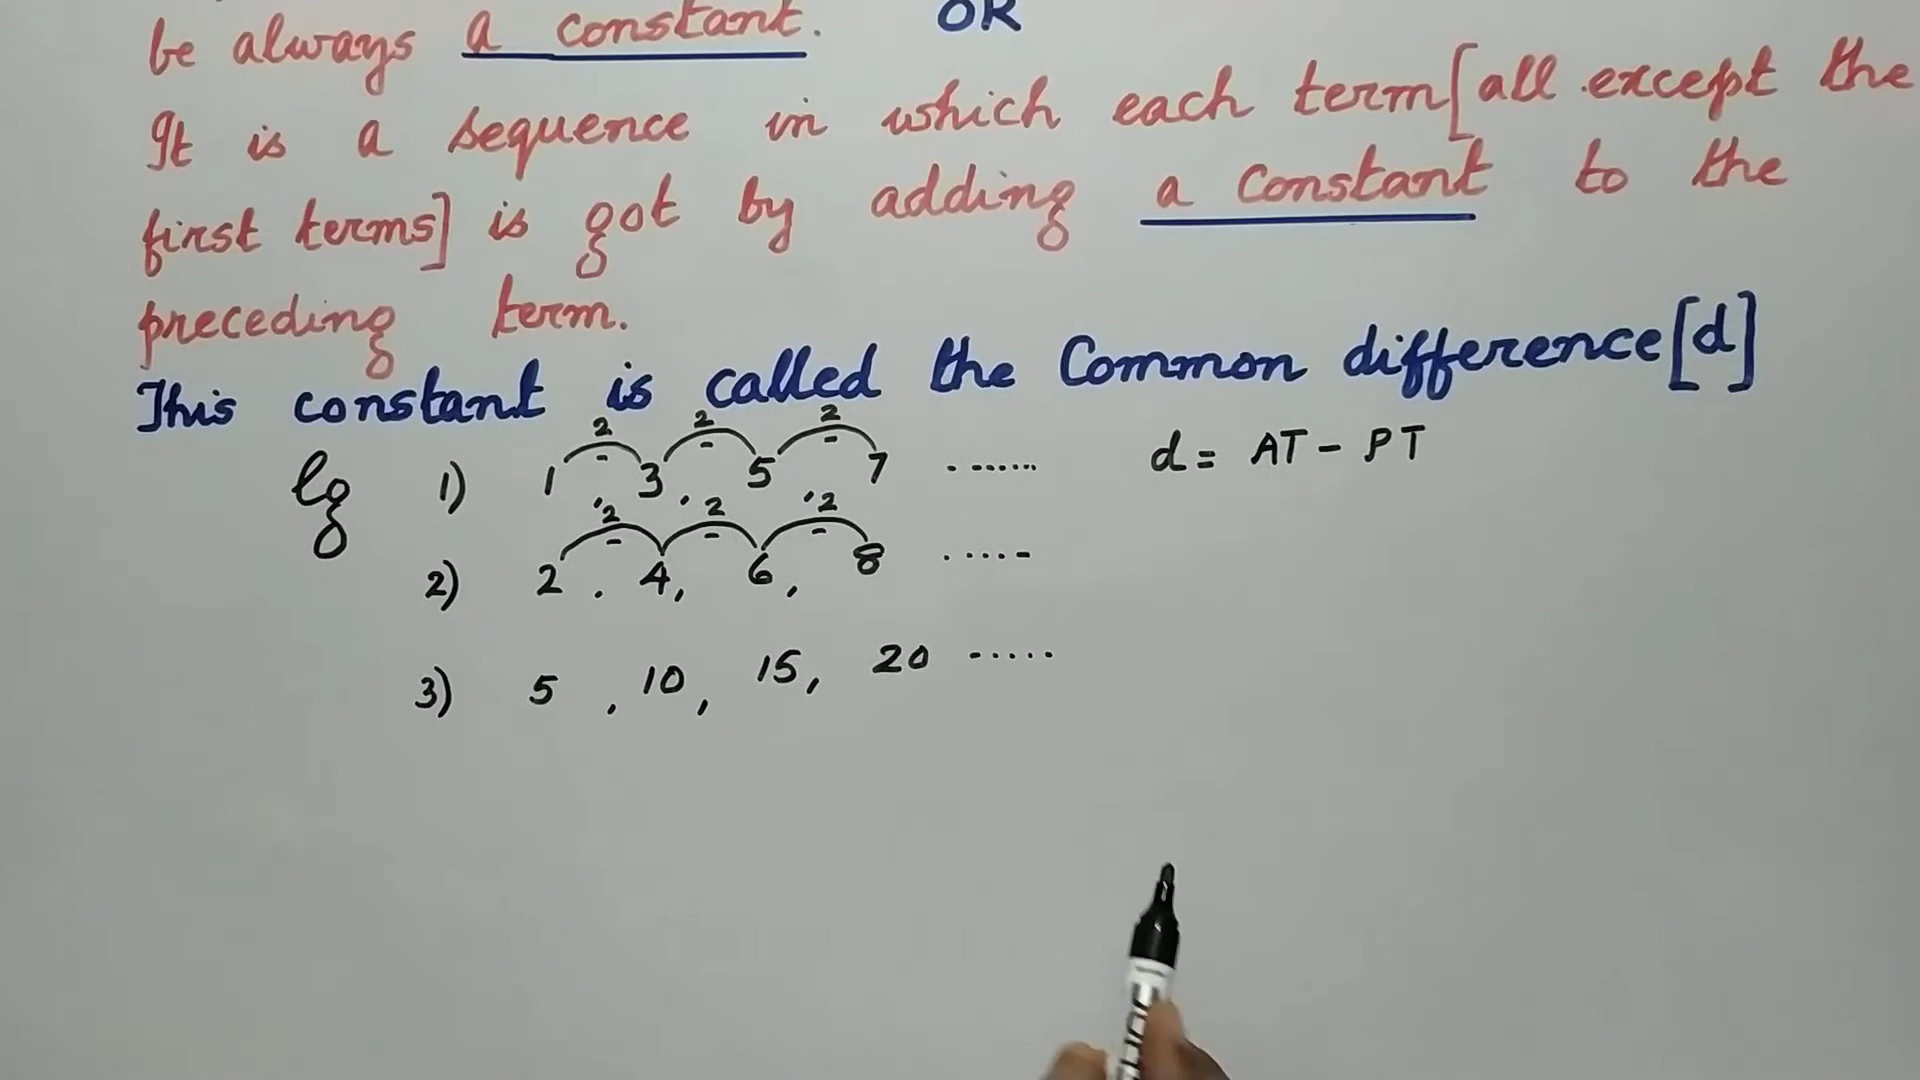 be always a constant. OR
It is a sequence in which each term[all except the
first terms] is got by adding a constant to the
preceding term.
This constant is called the Common difference[d]
2 2 2
eg 1) 1, 3, 5, 7 ....... d = AT - PT
2 2 2
2) 2, 4, 6, 8 .....
3) 5, 10, 15, 20 .....